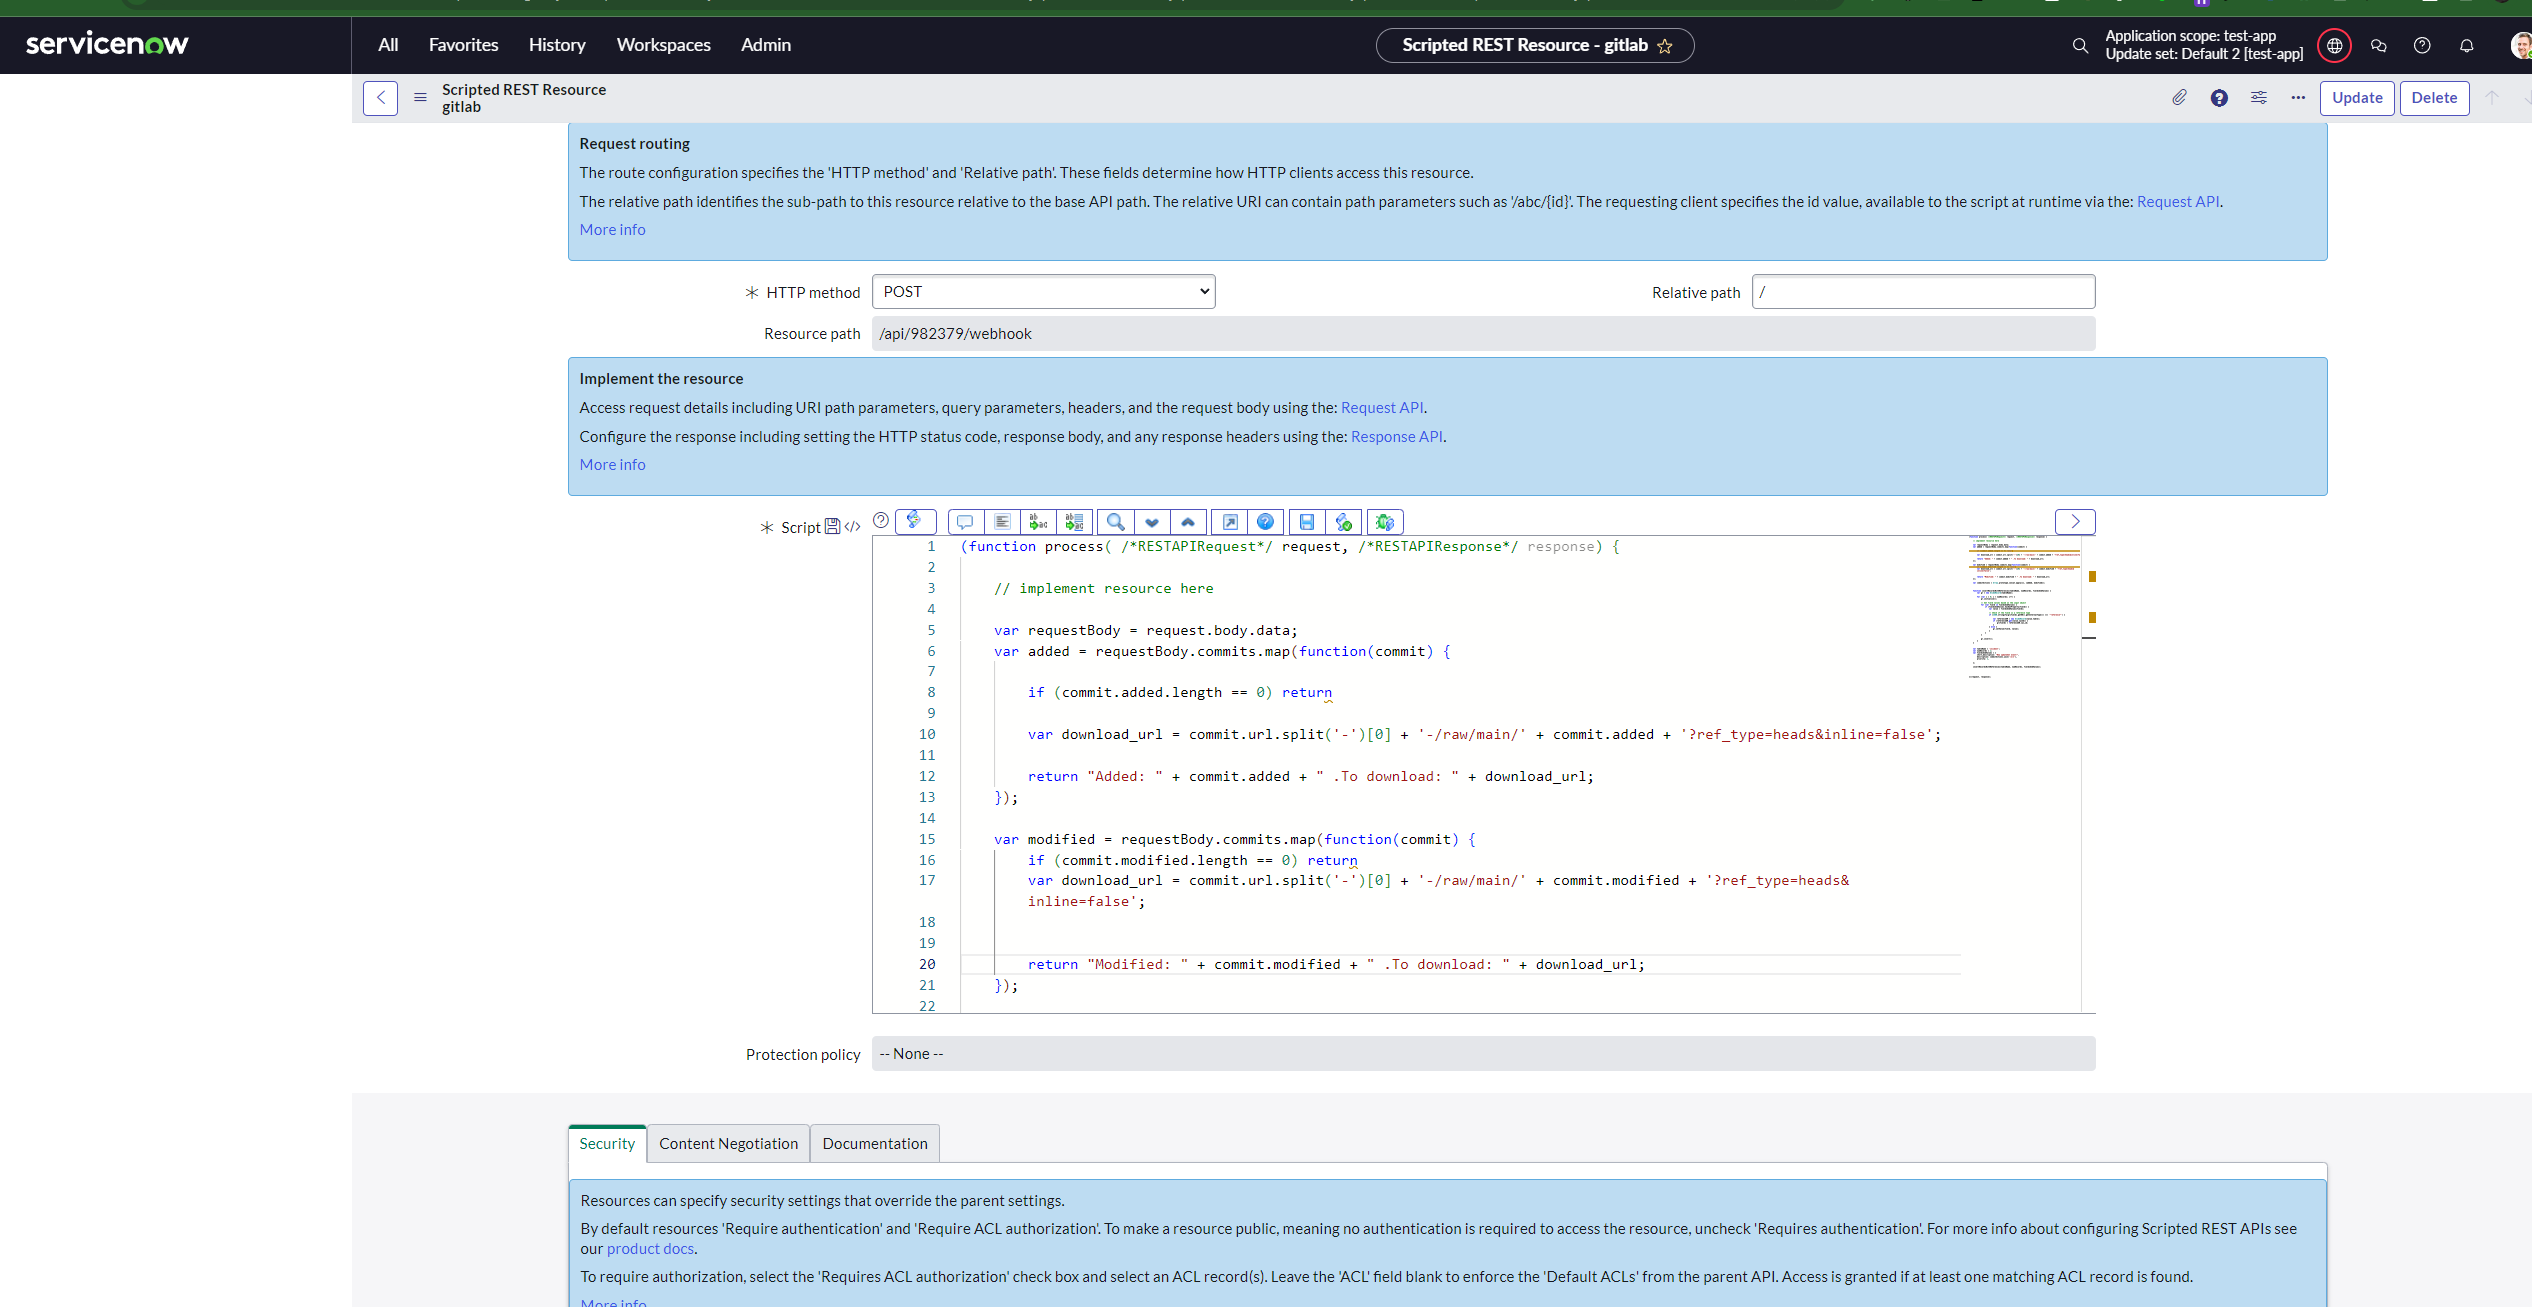 servicenow
All Favorites History Workspaces Admin
Scripted REST Resource - gitlab
Application scope: test-app
Update set: Default 2 [test-app]
Scripted REST Resource
gitlab
Update Delete
Request routing
The route configuration specifies the 'HTTP method' and 'Relative path'. These fields determine how HTTP clients access this resource.
The relative path identifies the sub-path to this resource relative to the base API path. The relative URI can contain path parameters such as '/abc/{id}'. The requesting client specifies the id value, available to the script at runtime via the: Request API.
More info
HTTP method POST
Relative path /
Resource path /api/982379/webhook
Implement the resource
Access request details including URI path parameters, query parameters, headers, and the request body using the: Request API.
Configure the response including setting the HTTP status code, response body, and any response headers using the: Response API.
More info
Script
1 (function process( /*RESTAPIRequest*/ request, /*RESTAPIResponse*/ response) {
2
3 // implement resource here
4
5 var requestBody = request.body.data;
6 var added = requestBody.commits.map(function(commit) {
7
8 if (commit.added.length == 0) return
9
10 var download_url = commit.url.split('-')[0] + '-/raw/main/' + commit.added + '?ref_type=heads&inline=false';
11
12 return "Added: " + commit.added + " .To download: " + download_url;
13 });
14
15 var modified = requestBody.commits.map(function(commit) {
16 if (commit.modified.length == 0) return
17 var download_url = commit.url.split('-')[0] + '-/raw/main/' + commit.modified + '?ref_type=heads&
inline=false';
18
19
20 return "Modified: " + commit.modified + " .To download: " + download_url;
21 });
22
Protection policy -- None --
Security Content Negotiation Documentation
Resources can specify security settings that override the parent settings.
By default resources 'Require authentication' and 'Require ACL authorization'. To make a resource public, meaning no authentication is required to access the resource, uncheck 'Requires authentication'. For more info about configuring Scripted REST APIs see
our product docs.
To require authorization, select the 'Requires ACL authorization' check box and select an ACL record(s). Leave the 'ACL' field blank to enforce the 'Default ACLs' from the parent API. Access is granted if at least one matching ACL record is found.
More info